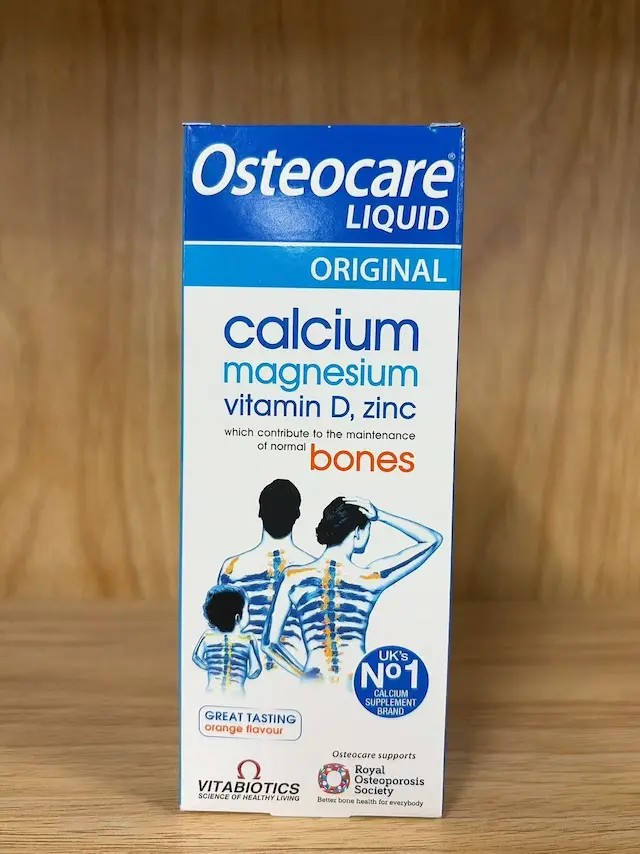 Osteocare®
LIQUID
ORIGINAL
calcium
magnesium
vitamin D, zinc
which contribute to the maintenance
of normal bones
UK's
Nº1
CALCIUM
SUPPLEMENT
BRAND
GREAT TASTING
orange flavour
VITABIOTICS
SCIENCE OF HEALTHY LIVING
Osteocare supports
Royal
Osteoporosis
Society
Better bone health for everybody